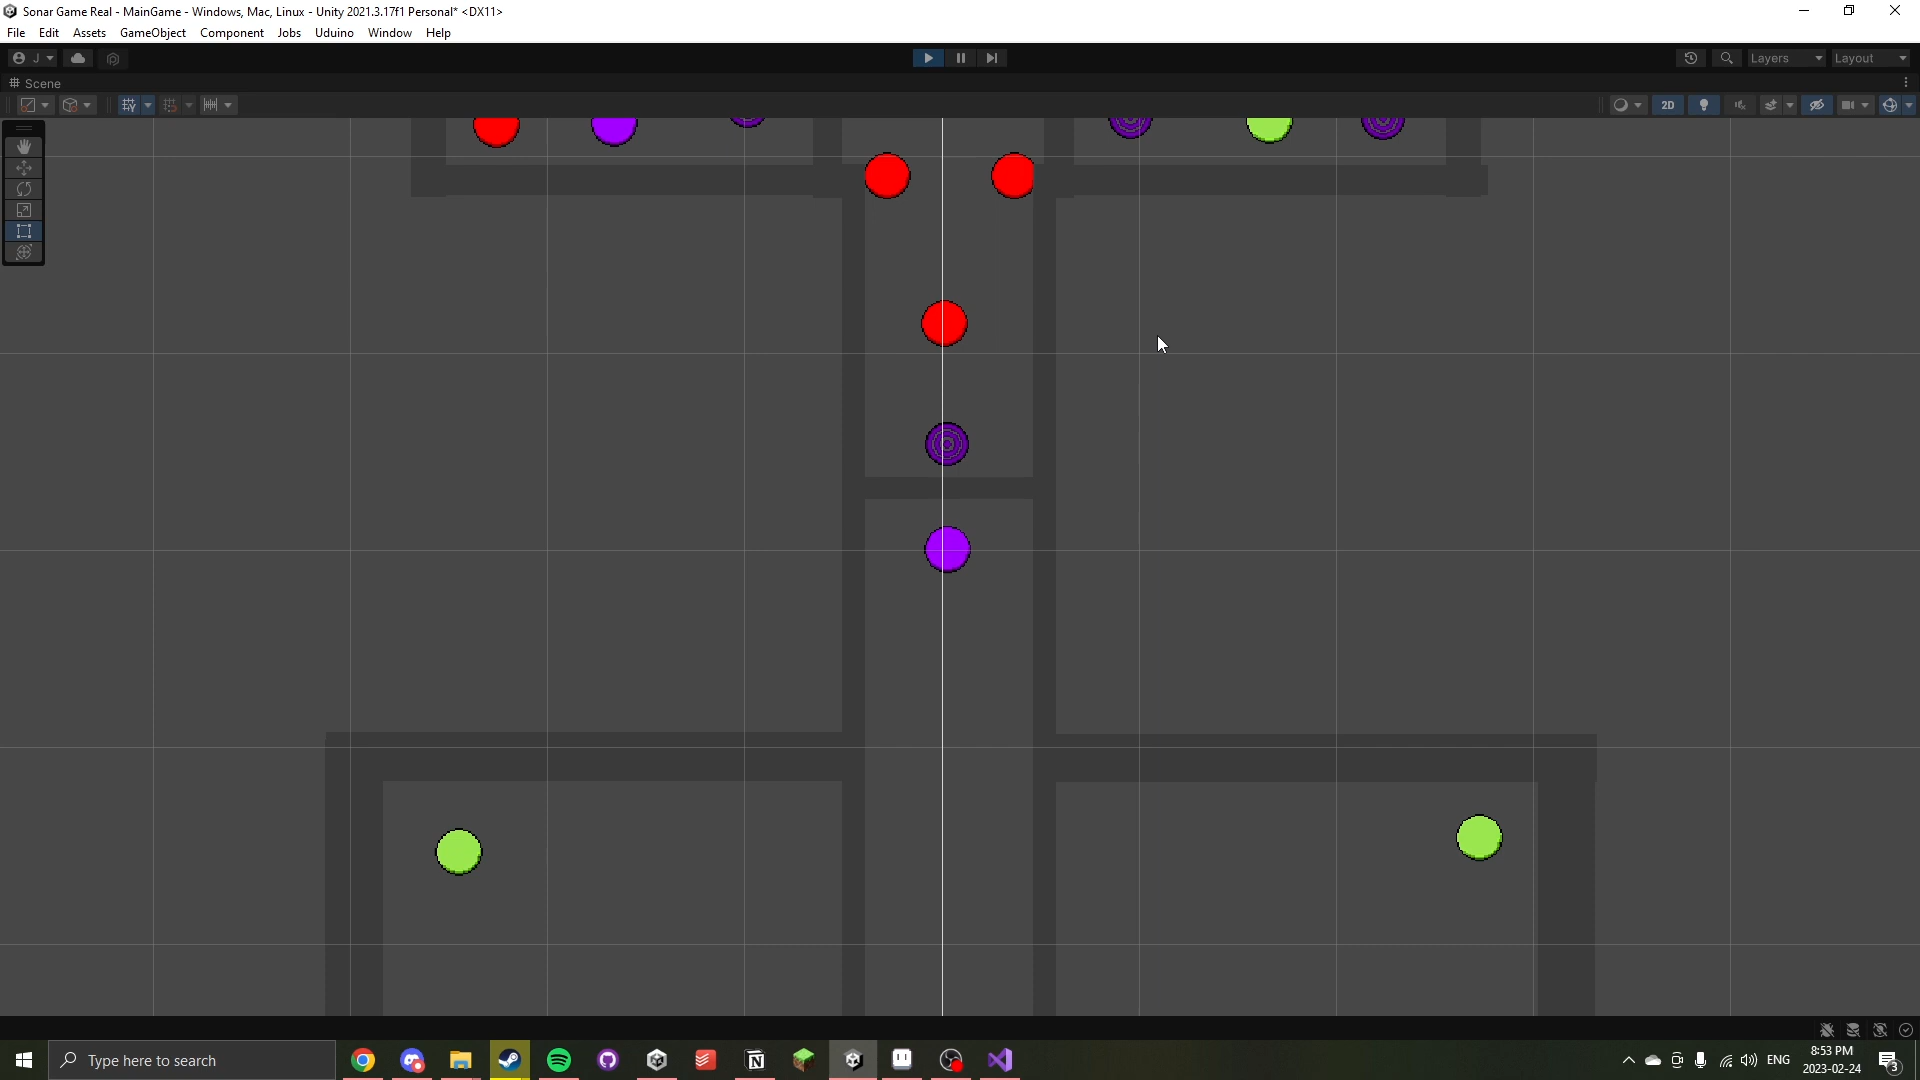 Sonar Game Real - MainGame - Windows, Mac, Linux - Unity 2021.3.17f1 Personal* <DX11>
File Edit Assets GameObject Component Jobs Uduino Window Help
J Layers Layout
Scene
2D
Type here to search
ENG
8:53 PM
2023-02-24
3